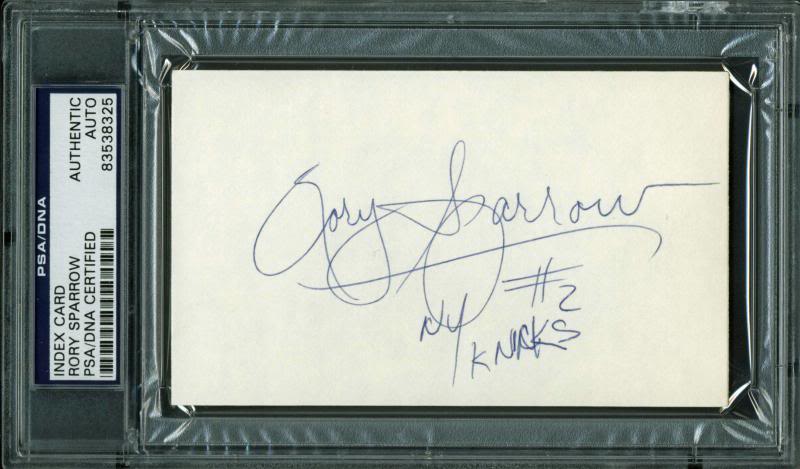 PSA/DNA
INDEX CARD
RORY SPARROW
PSA/DNA CERTIFIED
AUTHENTIC
AUTO
83538325
Rory Sparrow
#2
NY
KNICKS